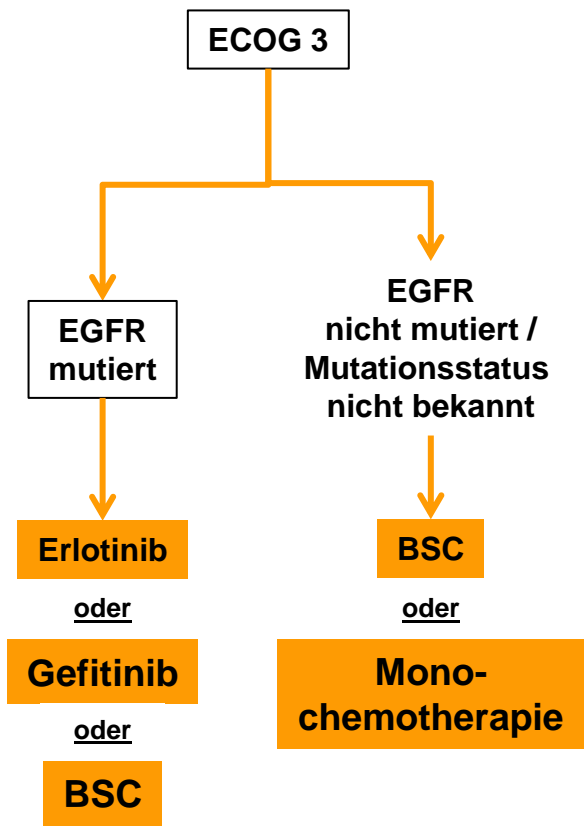 ECOG 3
EGFR
mutiert
EGFR
nicht mutiert /
Mutationsstatus
nicht bekannt
Erlotinib
oder
Gefitinib
oder
BSC
BSC
oder
Mono-
chemotherapie